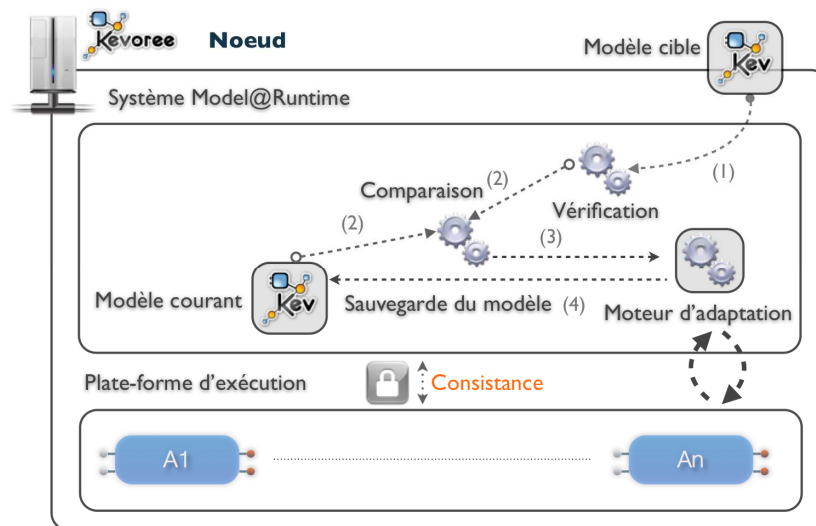 Kevoree
Noeud
Modèle cible
Kev
Système Model@Runtime
(1)
Comparaison (2)
Vérification
(2)
(3)
Modèle courant
Kev
Sauvegarde du modèle (4)
Moteur d'adaptation
Plate-forme d'exécution
Consistance
A1
An